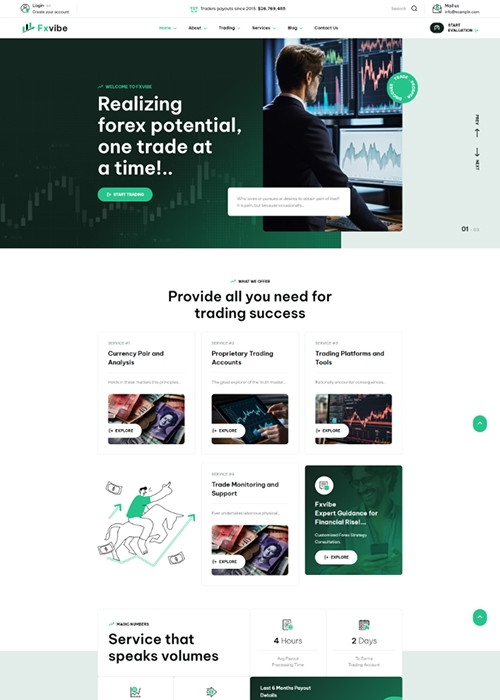 Login
Create your account
Traders payouts since 2015 $26,769,405
Search
Mail us
info@example.com
Fxvibe
Home
About
Trading
Services
Blog
Contact Us
START
EVALUATION
WELCOME TO FXVIBE
Realizing
forex potential,
one trade at
a time!..
START TRADING
PREV
NEXT
01
WHAT WE OFFER
Provide all you need for
trading success
SERVICE #1
Currency Pair and
Analysis
EXPLORE
SERVICE #2
Proprietary Trading
Accounts
EXPLORE
SERVICE #3
Trading Platforms and
Tools
EXPLORE
SERVICE #4
Trade Monitoring and
Support
EXPLORE
Fxvibe
Expert Guidance for
Financial Rise!...
Customized Forex Strategy
Consultation.
EXPLORE
MAGIC NUMBERS
Service that
speaks volumes
4 Hours
Avg Payout
Processing Time
2 Days
Trading Account
Last 6 Months Payout
Details